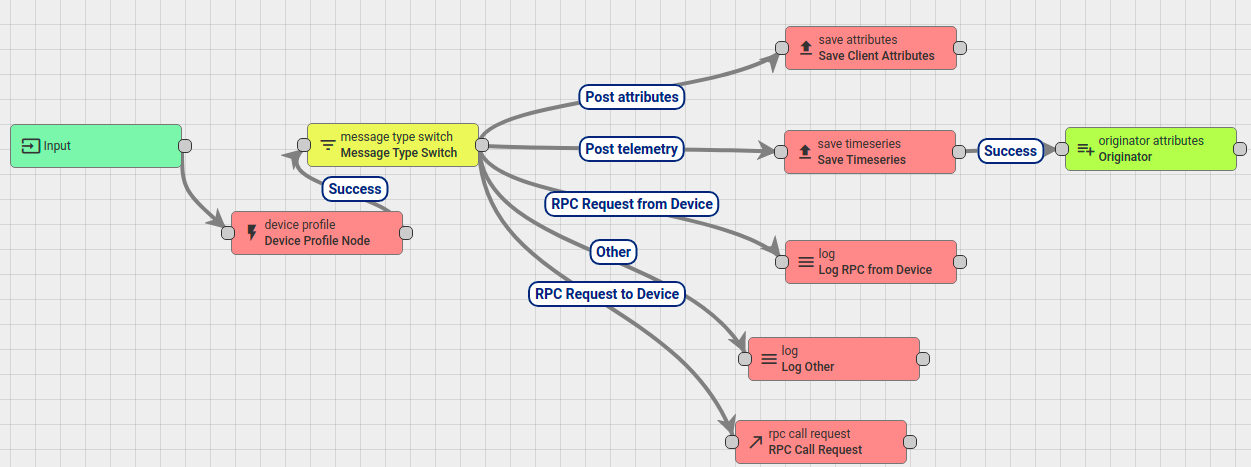 save attributes
Save Client Attributes
Post attributes
Input
message type switch
Message Type Switch
Post telemetry
save timeseries
Save Timeseries
Success
originator attributes
Originator
Success
RPC Request from Device
device profile
Device Profile Node
Other
log
Log RPC from Device
RPC Request to Device
log
Log Other
rpc call request
RPC Call Request